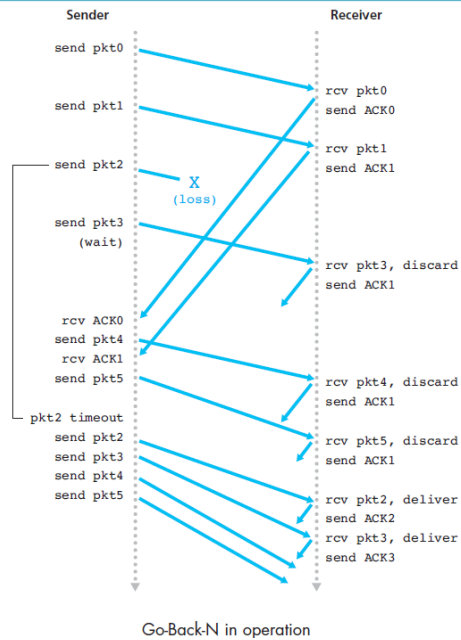 Sender
Receiver
send pkt0
rcv pkt0
send ACK0
send pkt1
rcv pkt1
send ACK1
send pkt2
X
(loss)
send pkt3
(wait)
rcv pkt3, discard
send ACK1
rcv ACK0
send pkt4
rcv ACK1
send pkt5
rcv pkt4, discard
send ACK1
pkt2 timeout
send pkt2
send pkt3
send pkt4
send pkt5
rcv pkt5, discard
send ACK1
rcv pkt2, deliver
send ACK2
rcv pkt3, deliver
send ACK3
Go-Back-N in operation